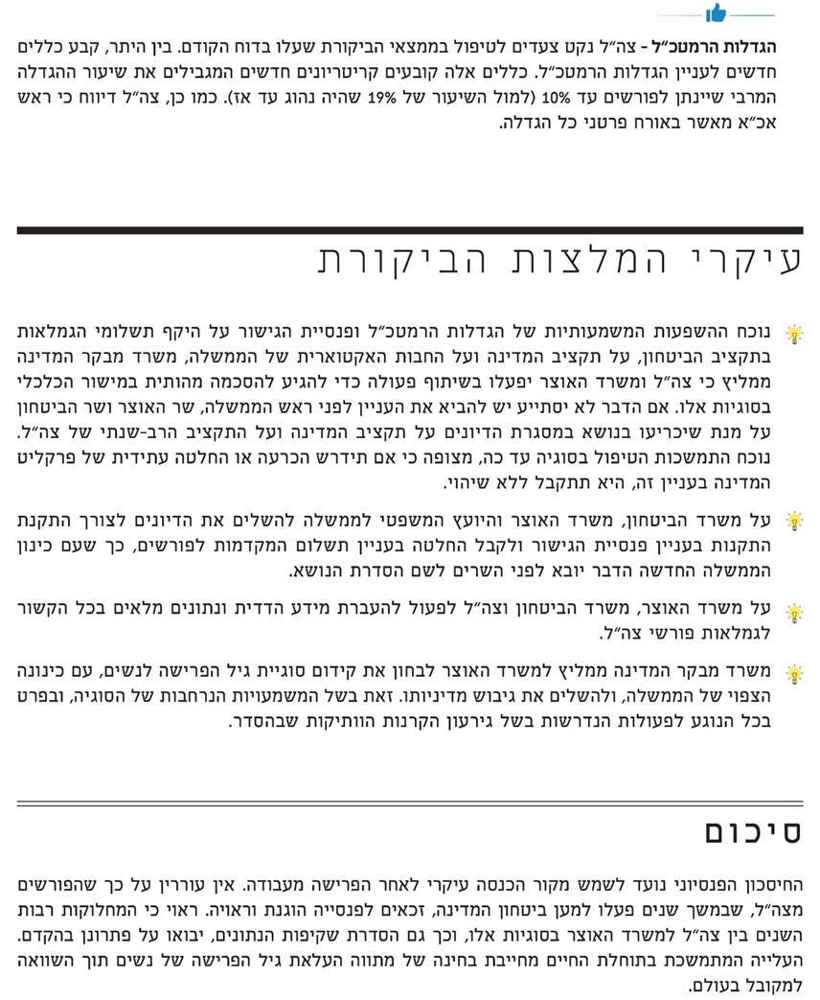 הגדלות הרמטכ"ל - צה"ל נקט צעדים לטיפול בממצאי הביקורת שעלו בדוח הקודם. בין היתר, קבע כללים
חדשים לעניין הגדלות הרמטכ"ל. כללים אלה קובעים קריטריונים חדשים המגבילים את שיעור ההגדלה
המרבי שיינתן לפורשים עד 10% (למול השיעור של 19% שהיה נהוג עד אז). כמו כן, צה"ל דיווח כי ראש
אכ"א מאשר באורח פרטני כל הגדלה.
עיקרי המלצות הביקורת
נוכח ההשפעות המשמעותיות של הגדלות הרמטכ"ל ופנסיית הגישור על היקף תשלומי הגמלאות
בתקציב הביטחון, על תקציב המדינה ועל החבות האקטוארית של הממשלה, משרד מבקר המדינה
ממליץ כי צה"ל ומשרד האוצר יפעלו בשיתוף פעולה כדי להגיע להסכמה מהותית במישור הכלכלי
בסוגיות אלו. אם הדבר לא יסתייע יש להביא את העניין לפני ראש הממשלה, שר האוצר ושר הביטחון
על מנת שיכריעו בנושא במסגרת הדיונים על תקציב המדינה ועל התקציב הרב-שנתי של צה"ל.
נוכח התמשכות הטיפול בסוגיה עד כה, מצופה כי אם תידרש הכרעה או החלטה עתידית של פרקליט
המדינה בעניין זה, היא תתקבל ללא שיהוי.
על משרד הביטחון, משרד האוצר והיועץ המשפטי לממשלה להשלים את הדיונים לצורך התקנת
התקנות בעניין פנסיית הגישור ולקבל החלטה בעניין תשלום המקדמות לפורשים, כך שעם כינון
הממשלה החדשה הדבר יובא לפני השרים לשם הסדרת הנושא.
על משרד האוצר, משרד הביטחון וצה"ל לפעול להעברת מידע הדדית ונתונים מלאים בכל הקשור
לגמלאות פורשי צה"ל.
משרד מבקר המדינה ממליץ למשרד האוצר לבחון את קידום סוגיית גיל הפרישה לנשים, עם כינונה
הצפוי של הממשלה, ולהשלים את גיבוש מדיניותו. זאת בשל המשמעויות הנרחבות של הסוגיה, ובפרט
בכל הנוגע לפעולות הנדרשות בשל גירעון הקרנות הוותיקות שבהסדר.
סיכום
החיסכון הפנסיוני נועד לשמש מקור הכנסה עיקרי לאחר הפרישה מעבודה. אין עוררין על כך שהפורשים
מצה"ל, שבמשך שנים פעלו למען ביטחון המדינה, זכאים לפנסייה הוגנת וראויה. ראוי כי המחלוקות רבות
השנים בין צה"ל למשרד האוצר בסוגיות אלו, וכך גם הסדרת שקיפות הנתונים, יבואו על פתרונן בהקדם.
העלייה המתמשכת בתוחלת החיים מחייבת בחינה של מתווה העלאת גיל הפרישה של נשים תוך השוואה
למקובל בעולם.